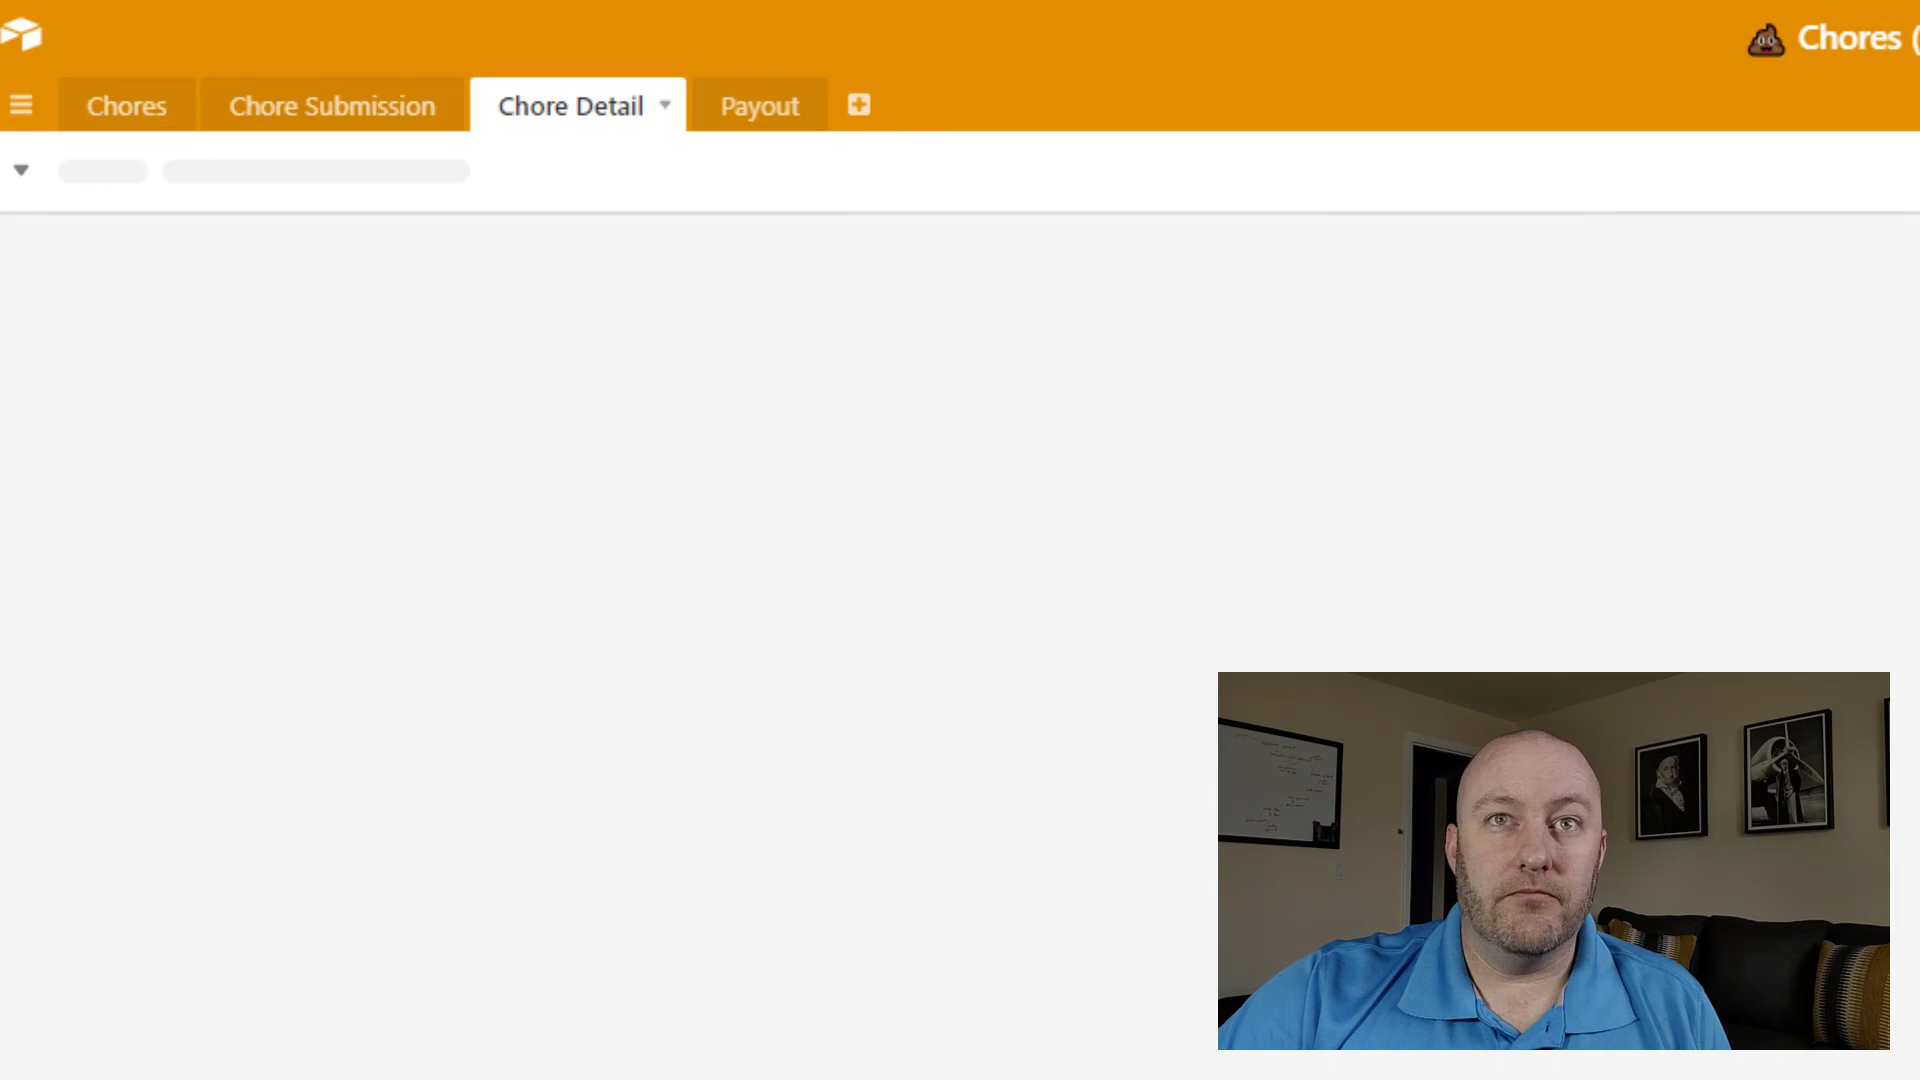 Chores (
Chores
Chore Submission
Chore Detail
Payout